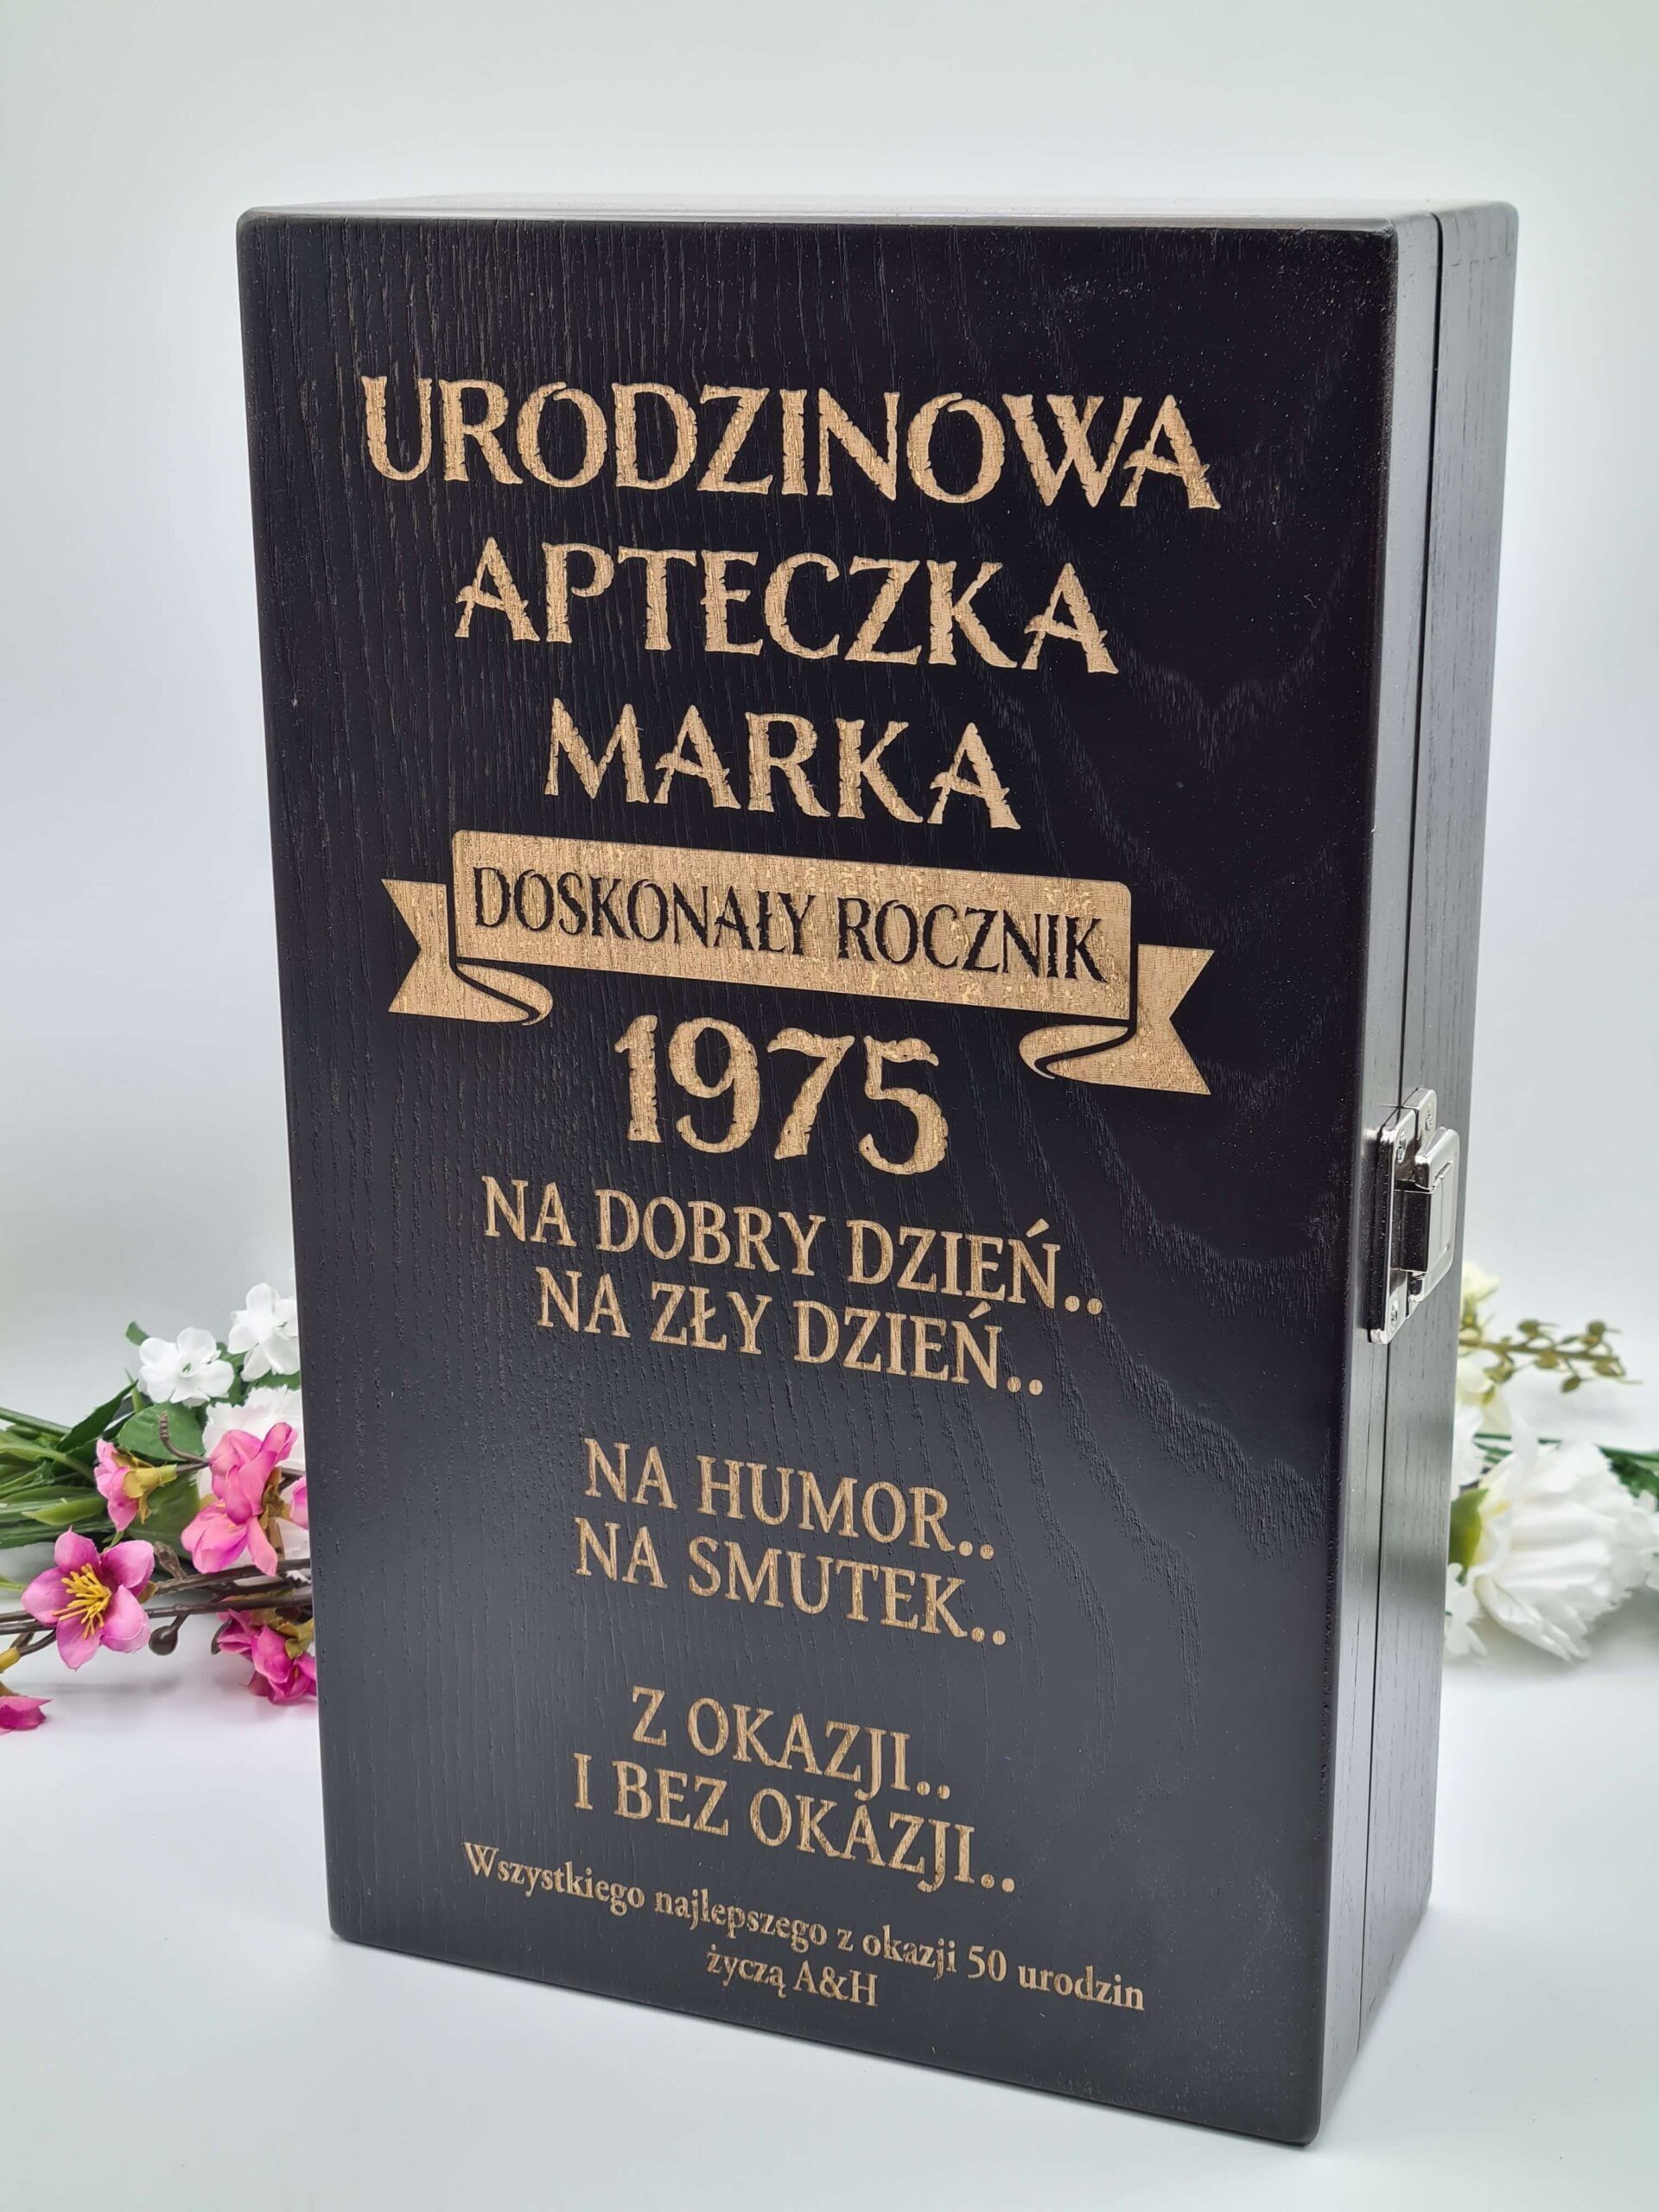 URODZINOWA
APTECZKA
MARKA
DOSKONAŁY ROCZNIK
1975
NA DOBRY DZIEŃ..
NA ZŁY DZIEŃ..
NA HUMOR..
NA SMUTEK..
Z OKAZJI..
I BEZ OKAZJI..
Wszystkiego najlepszego z okazji 50 urodzin
życzą A&H